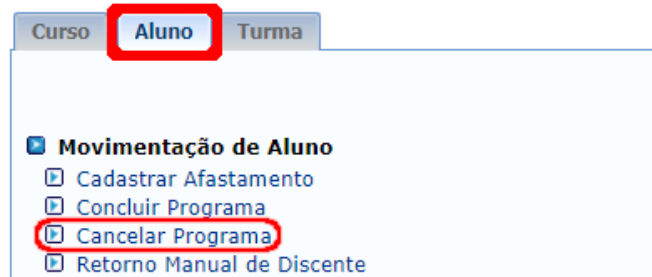 Curso Aluno Turma
Movimentação de Aluno
Cadastrar Afastamento
Concluir Programa
Cancelar Programa
Retorno Manual de Discente